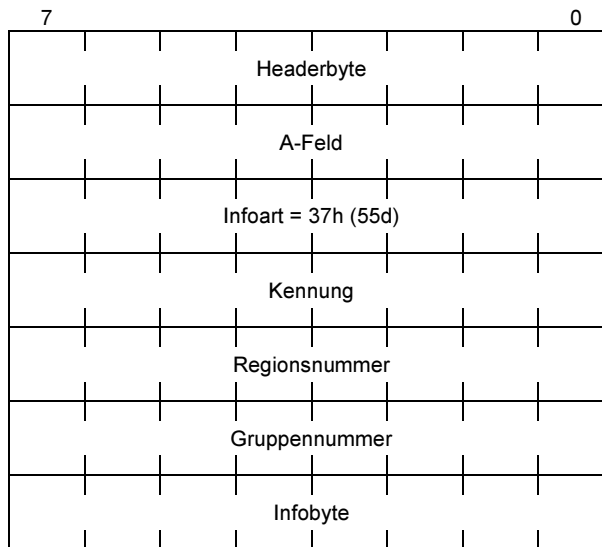 7 0
Headerbyte
A-Feld
Infoart = 37h (55d)
Kennung
Regionsnummer
Gruppennummer
Infobyte